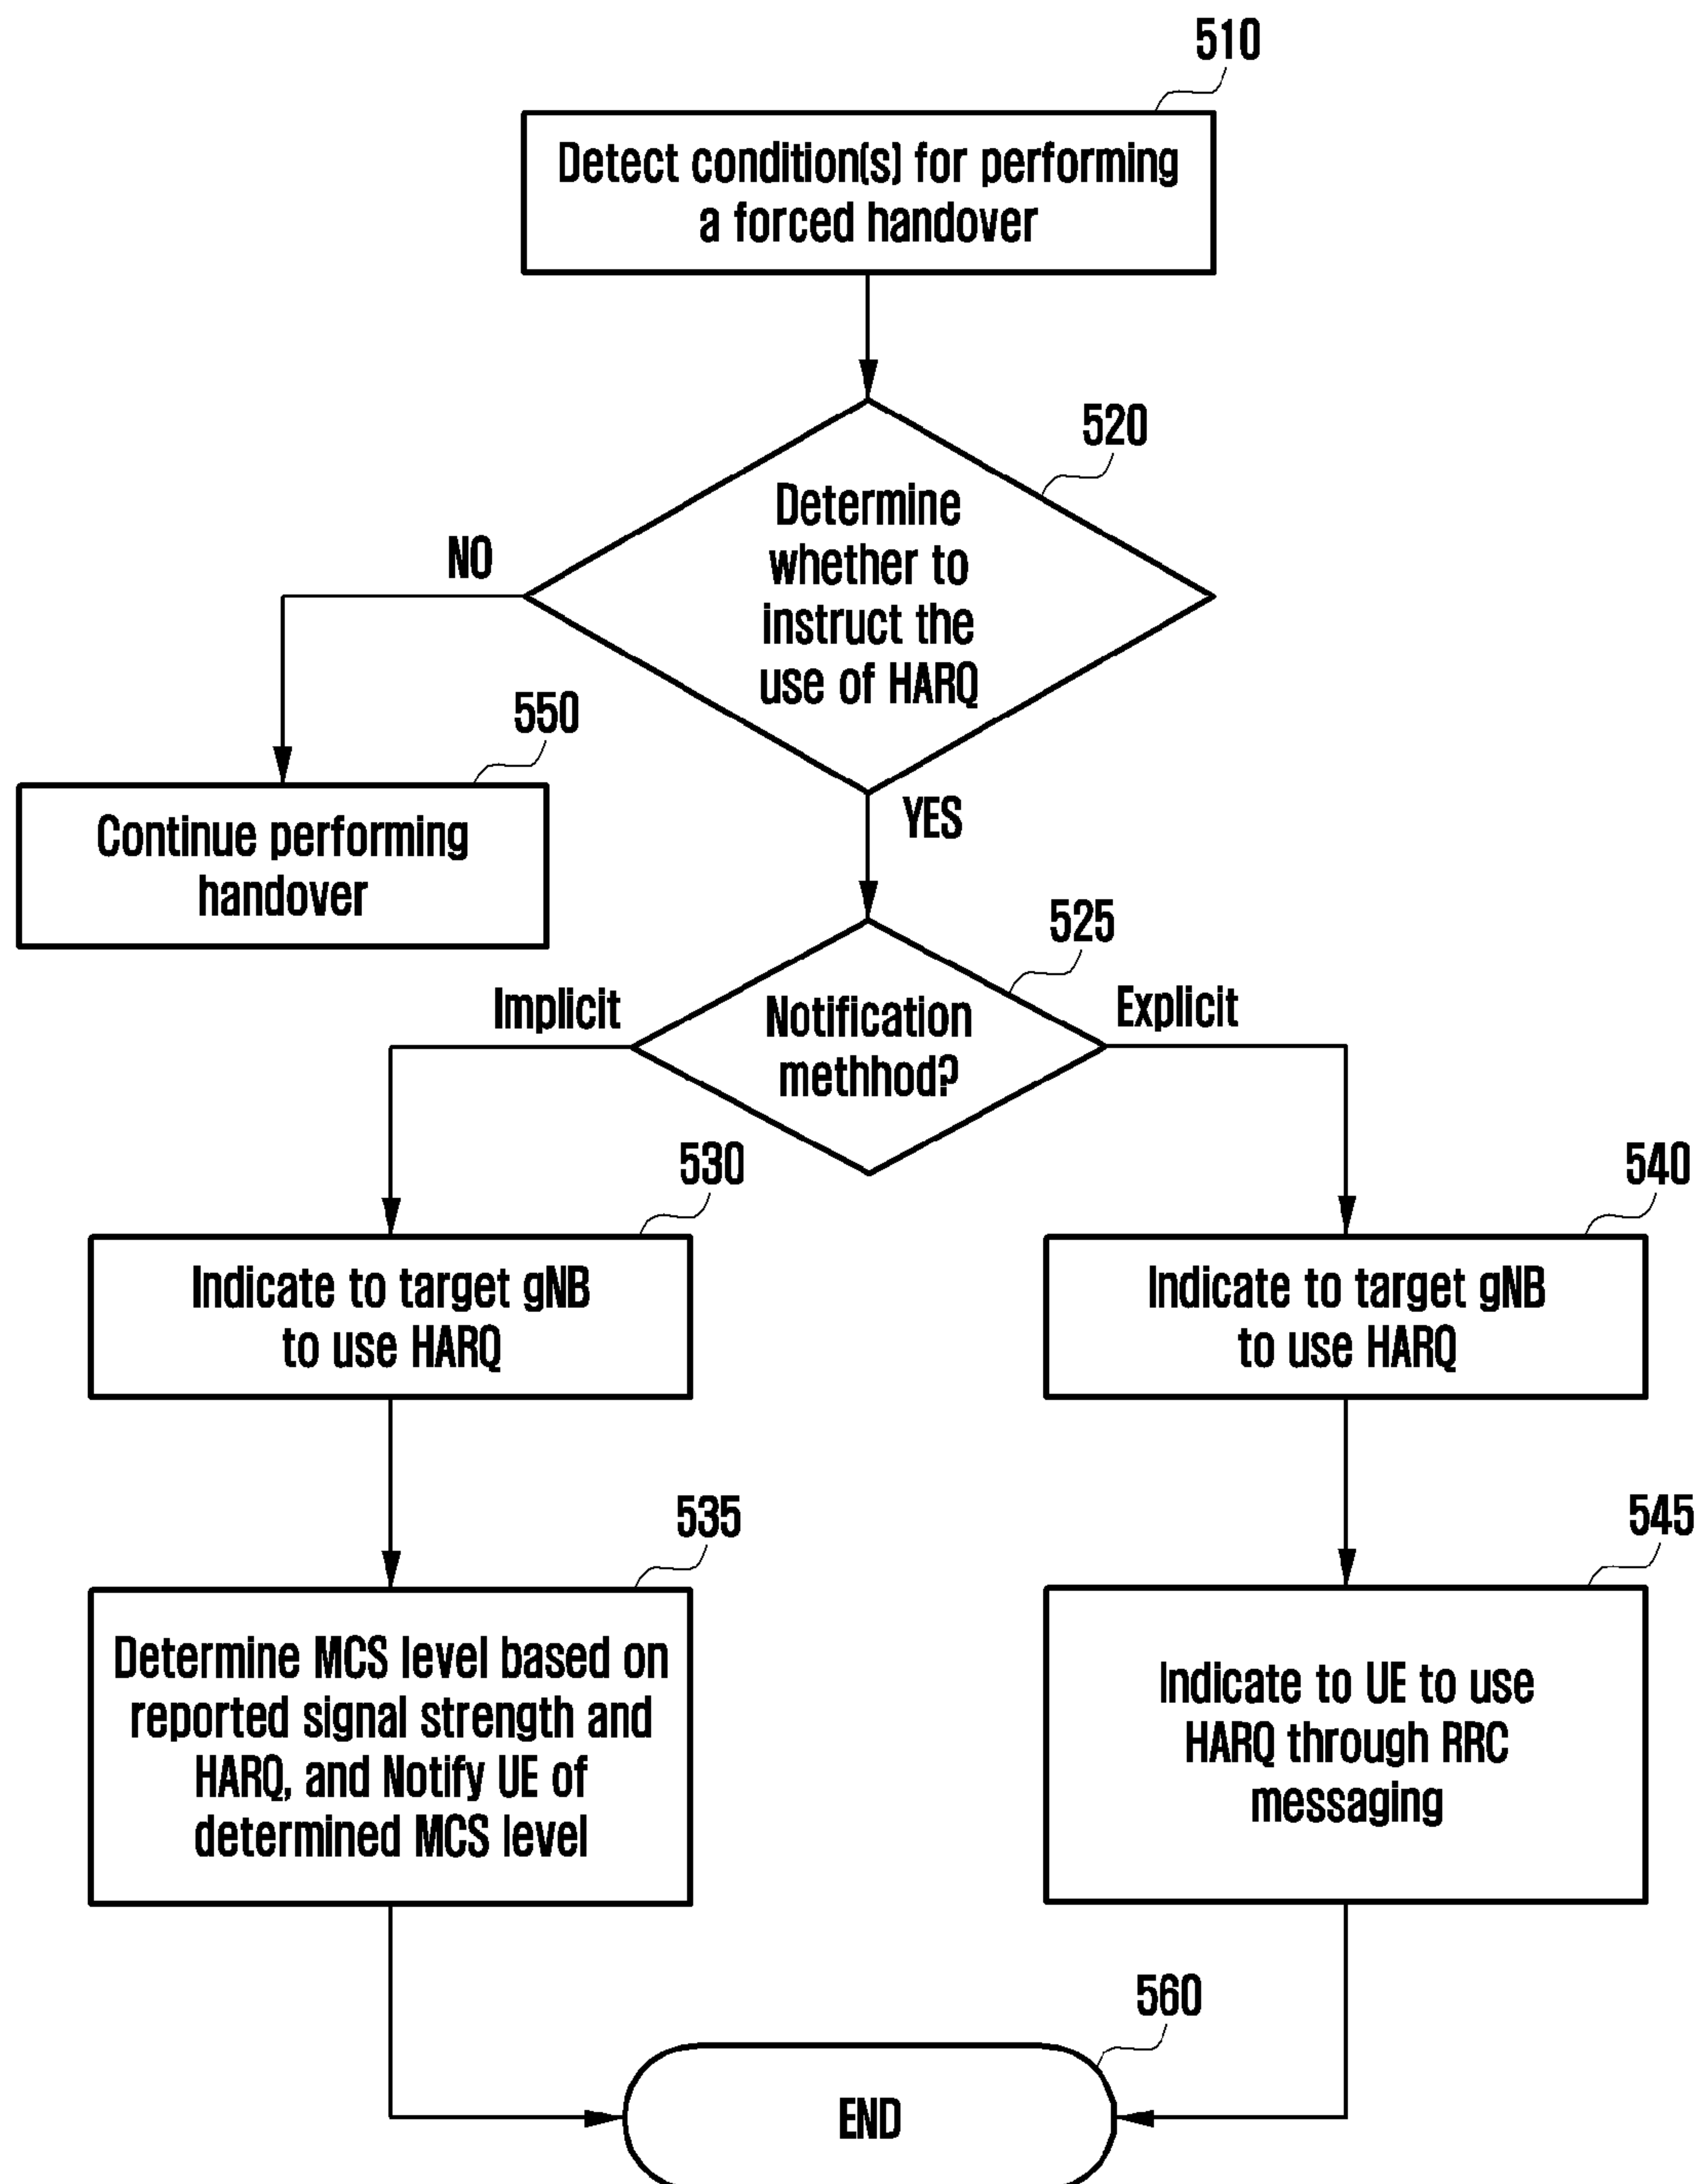 510
Detect condition(s) for performing
a forced handover
520
Determine
whether to
instruct the
use of HARQ
NO
550
Continue performing
handover
YES
525
Implicit
Notification
methhod?
Explicit
530
Indicate to target gNB
to use HARQ
540
Indicate to target gNB
to use HARQ
535
Determine MCS level based on
reported signal strength and
HARQ, and Notify UE of
determined MCS level
545
Indicate to UE to use
HARQ through RRC
messaging
560
END